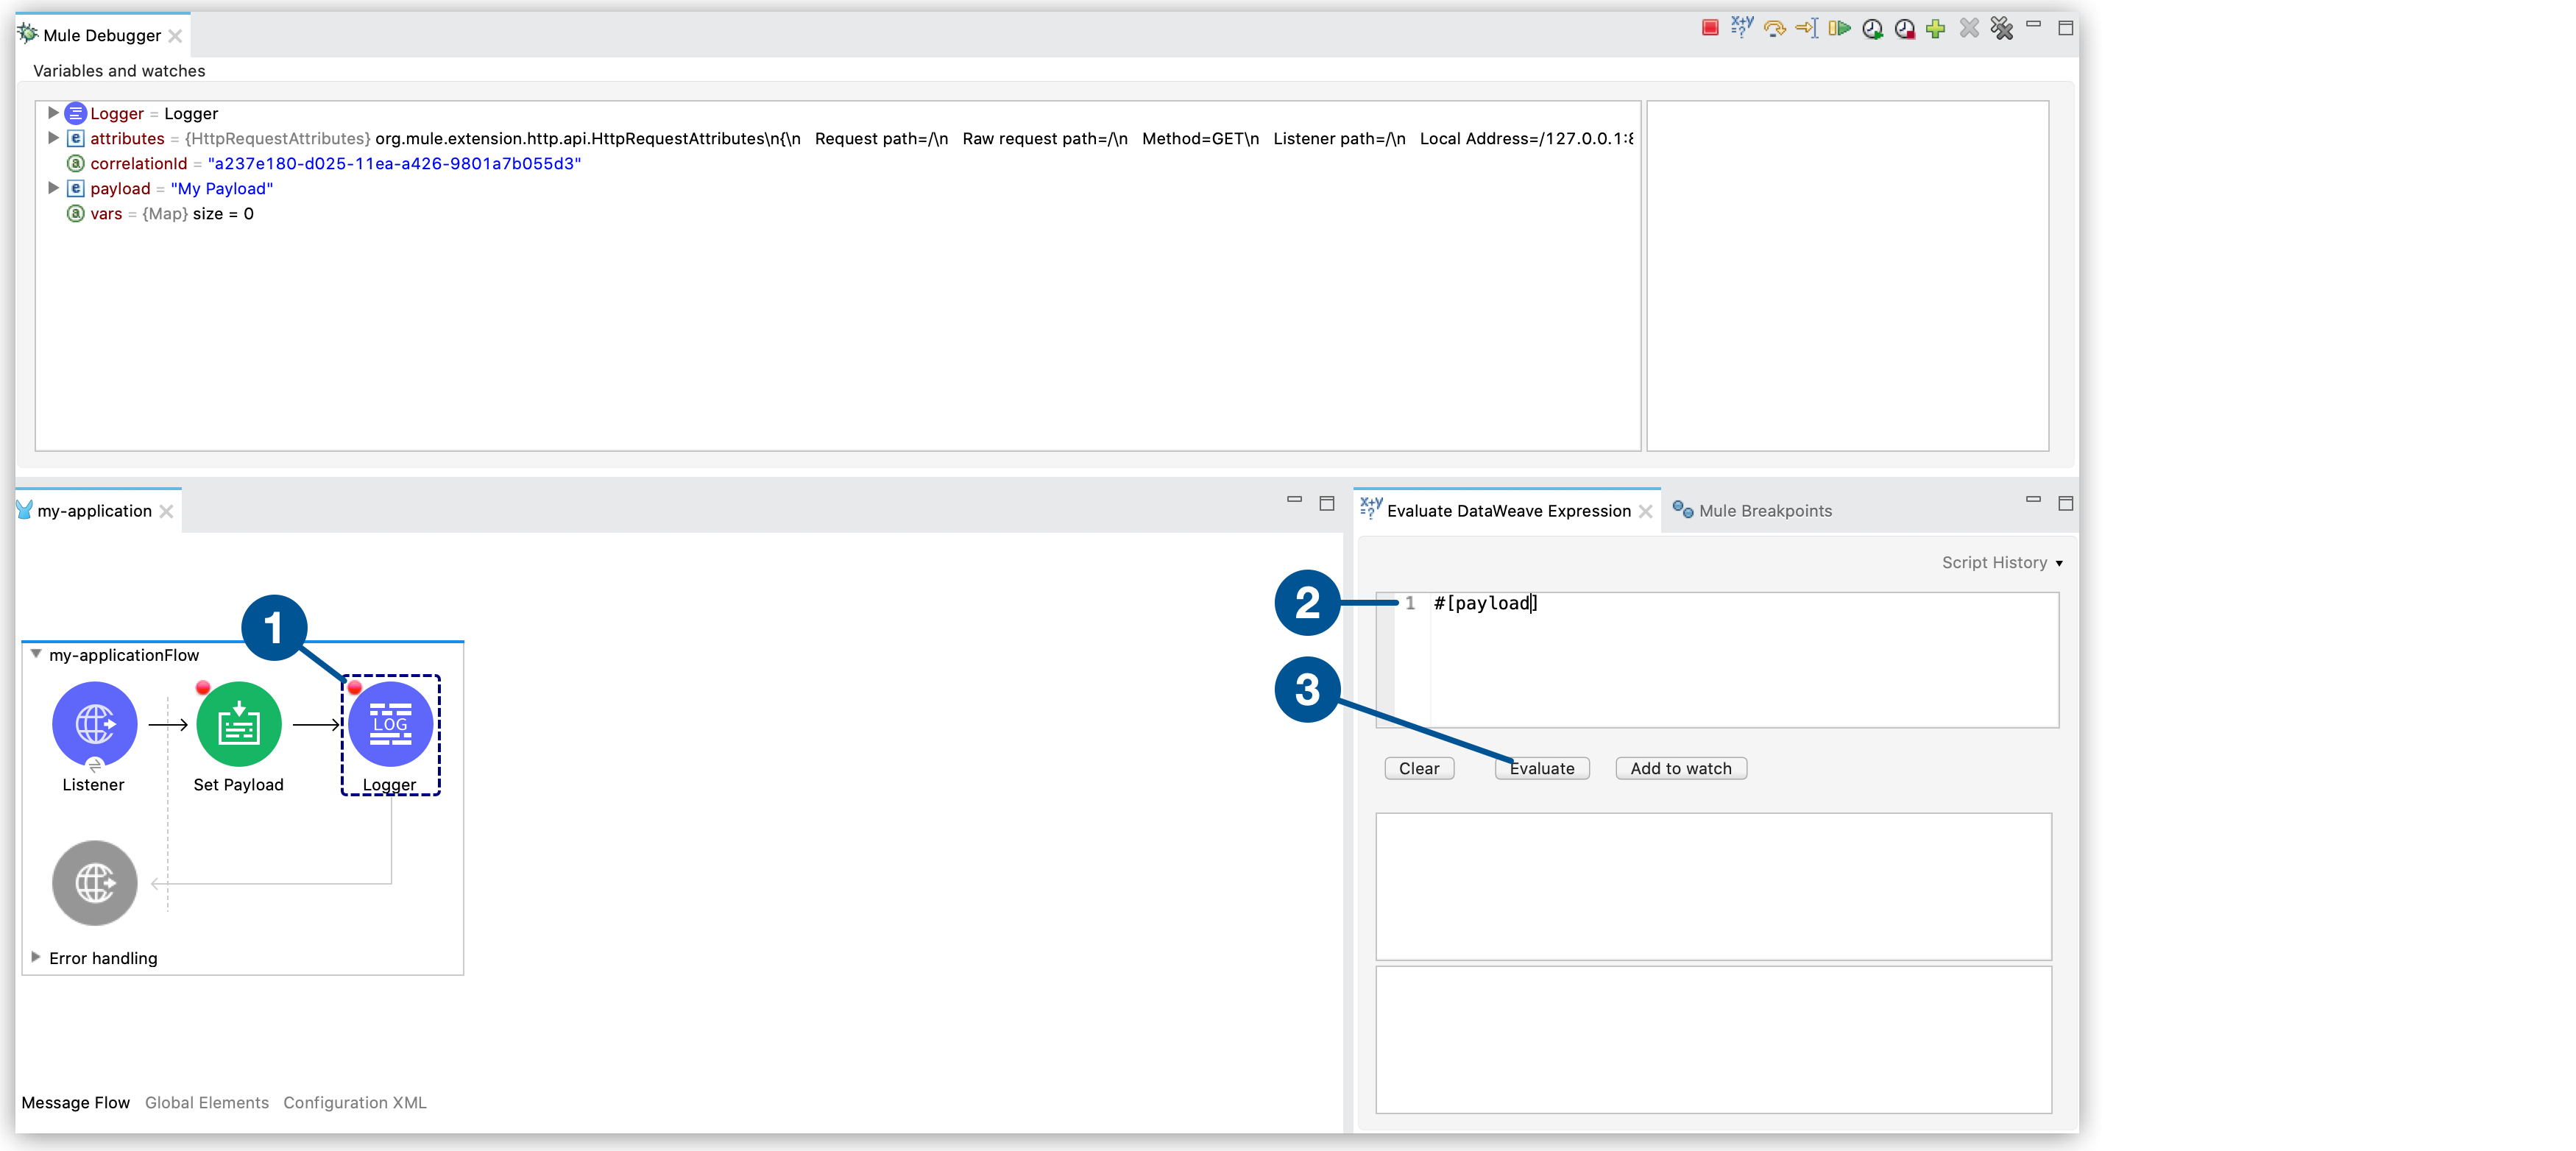 Mule Debugger
Variables and watches
Logger = Logger
attributes = {HttpRequestAttributes} org.mule.extension.http.api.HttpRequestAttributes\n{\n   Request path=/\n   Raw request path=/\n   Method=GET\n   Listener path=/\n   Local Address=/127.0.0.1:8
correlationId = "a237e180-d025-11ea-a426-9801a7b055d3"
payload = "My Payload"
vars = {Map} size = 0
my-application
1
my-applicationFlow
LOG
Listener
Set Payload
Logger
Error handling
Message Flow
Global Elements
Configuration XML
Evaluate DataWeave Expression
Mule Breakpoints
Script History
2
1 #[payload]
3
Clear
Evaluate
Add to watch